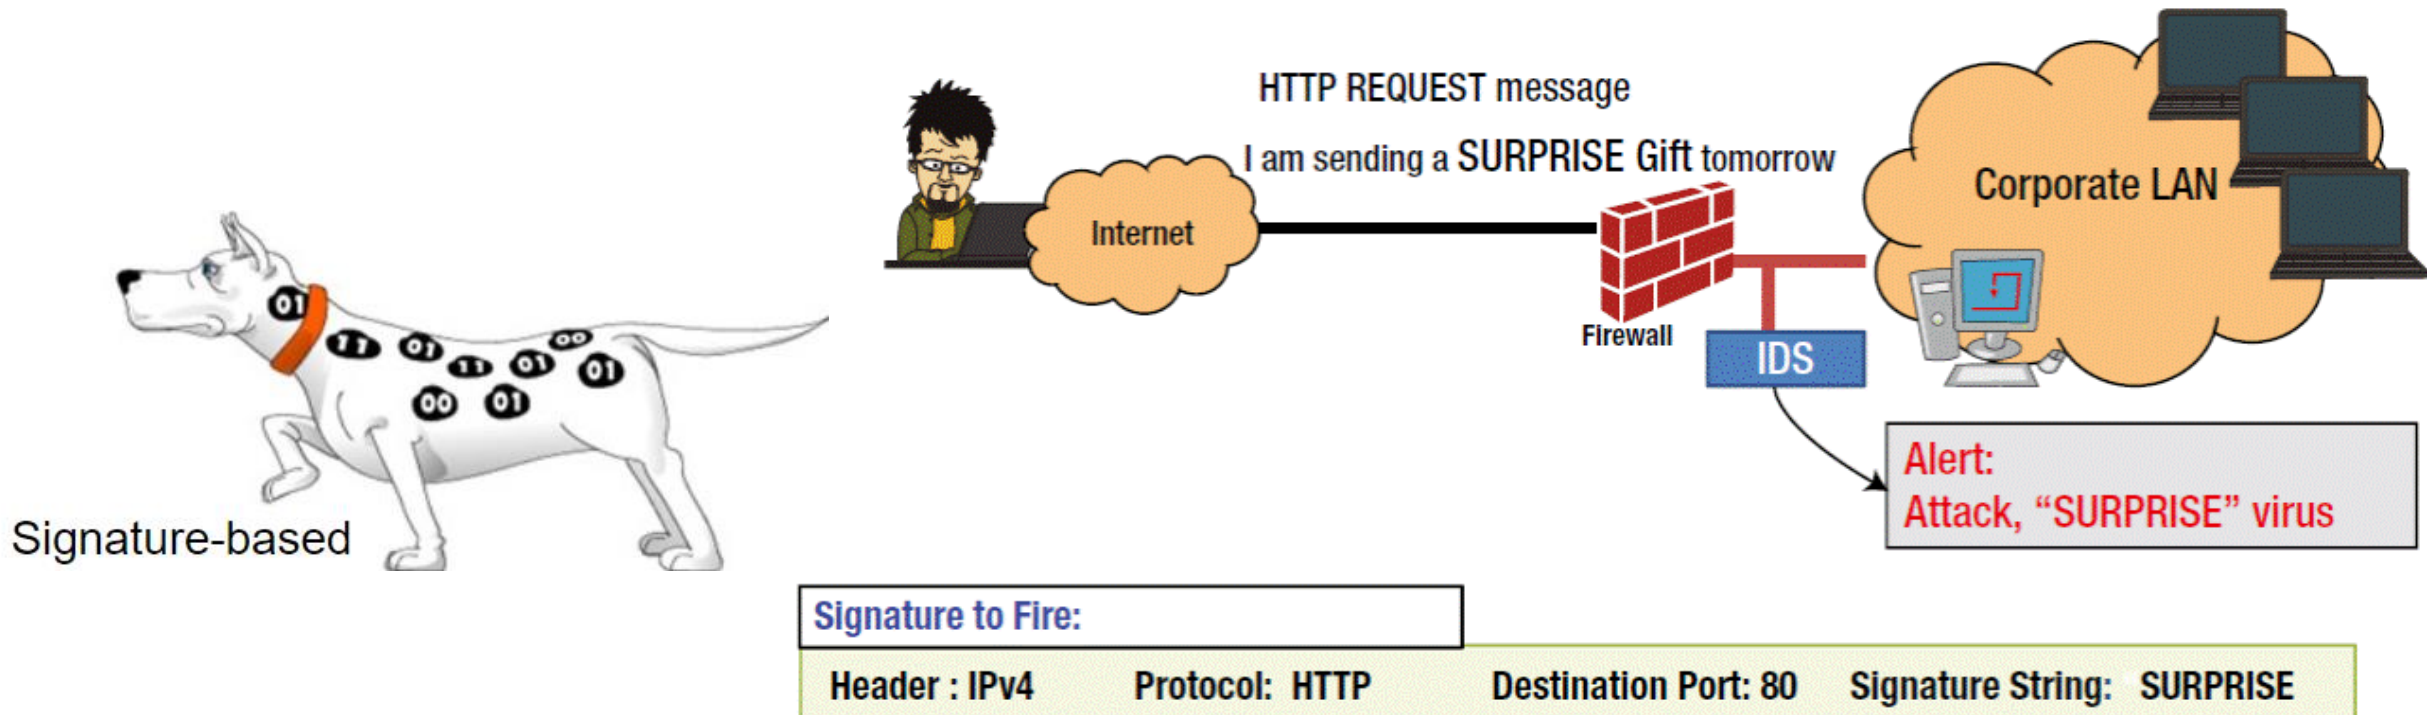 HTTP REQUEST message
I am sending a SURPRISE Gift tomorrow
Internet
Corporate LAN
Firewall
IDS
01
11
01
11
01
00
01
00
01
Signature-based
Alert:
Attack, “SURPRISE” virus
Signature to Fire:
Header : IPv4 Protocol: HTTP Destination Port: 80 Signature String: SURPRISE